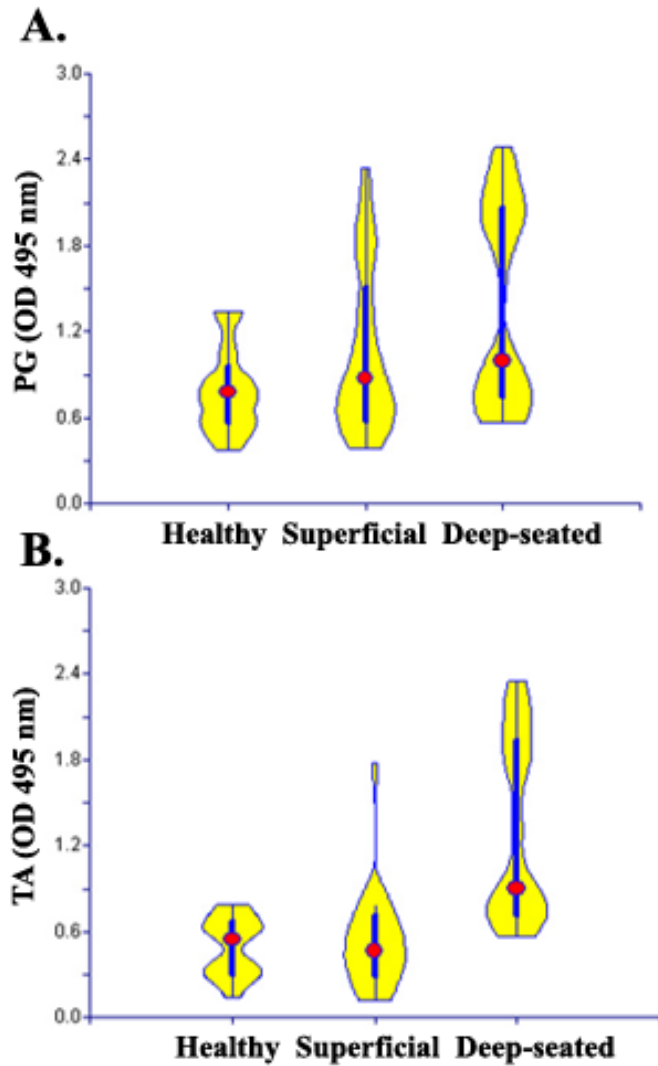 A.
PG (OD 495 nm)
3.0
2.4
1.8
1.2
0.6
0.0
Healthy Superficial Deep-seated
B.
TA (OD 495 nm)
3.0
2.4
1.8
1.2
0.6
0.0
Healthy Superficial Deep-seated